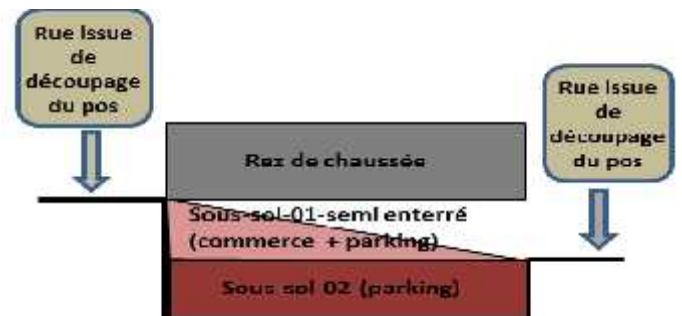 Rue Issue
de
découpage
du pos
Rue Issue
de
découpage
du pos
Rez de chaussée
Sous-sol-01-semi enterré
(commerce + parking)
Sous sol 02 (parking)